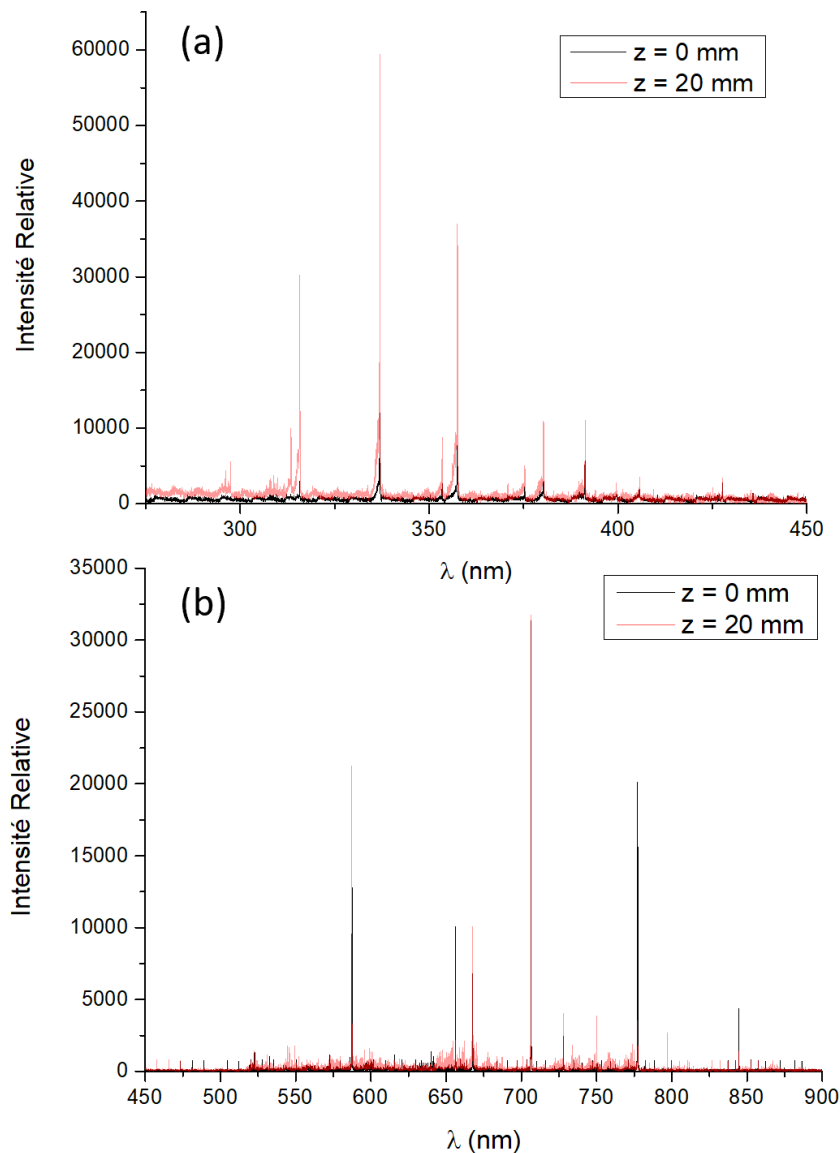 (a)
z = 0 mm
z = 20 mm
60000
50000
40000
30000
20000
10000
0
Intensité Relative
300 350 400 450
λ (nm)
(b)
z = 0 mm
z = 20 mm
35000
30000
25000
20000
15000
10000
5000
0
Intensité Relative
450 500 550 600 650 700 750 800 850 900
λ (nm)